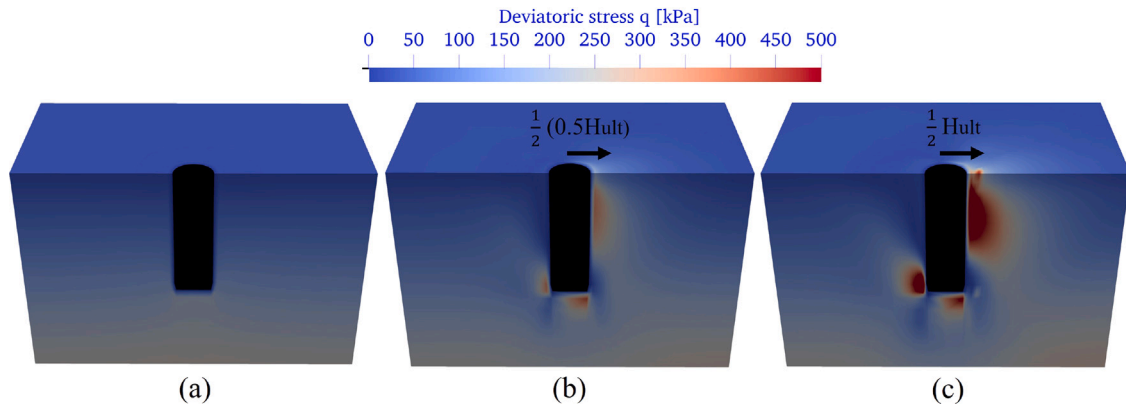 Deviatoric stress q [kPa]
0 50 100 150 200 250 300 350 400 450 500
½ (0.5Hult)
½ Hult
(a) (b) (c)